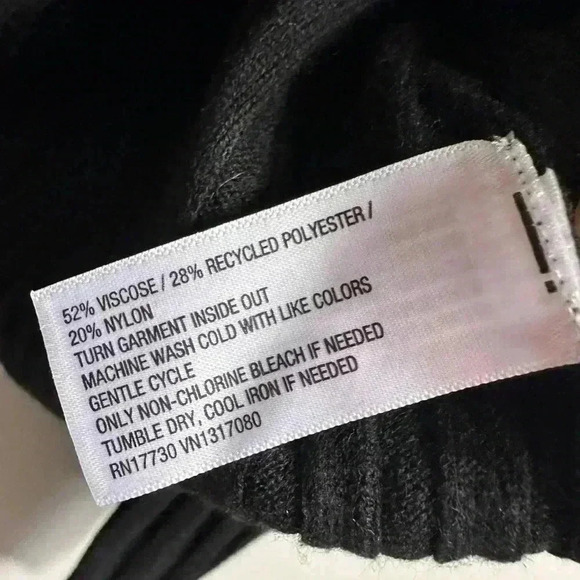 52% VISCOSE / 28% RECYCLED POLYESTER /
20% NYLON
TURN GARMENT INSIDE OUT
MACHINE WASH COLD WITH LIKE COLORS
GENTLE CYCLE
ONLY NON-CHLORINE BLEACH IF NEEDED
TUMBLE DRY, COOL IRON IF NEEDED
RN17730 VN1317080